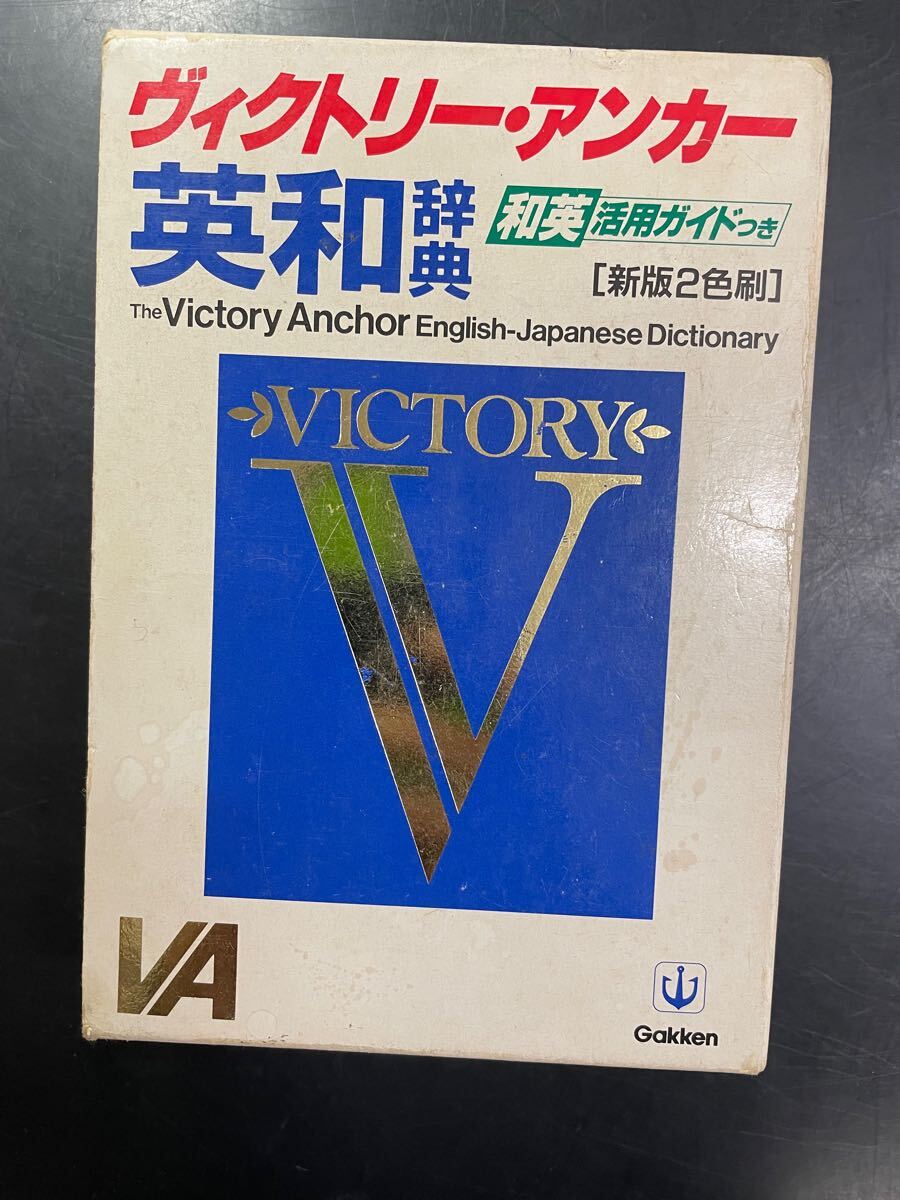 ヴィクトリー・アンカー
英和辞典
和英活用ガイドつき
[新版2色刷]
The Victory Anchor English-Japanese Dictionary
VICTORY
V
VA
Gakken